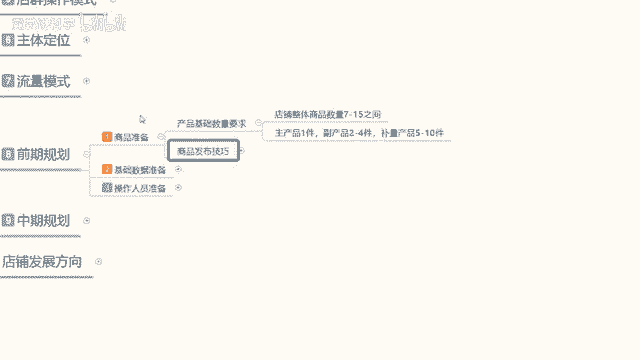 店群操作模式
主体定位
流量模式
前期规划
1 商品准备
产品基础数量要求
店铺整体商品数量7-15之间
主产品1件，副产品2-4件，补量产品5-10件
商品发布技巧
2 基础数据准备
操作人员准备
中期规划
店铺发展方向